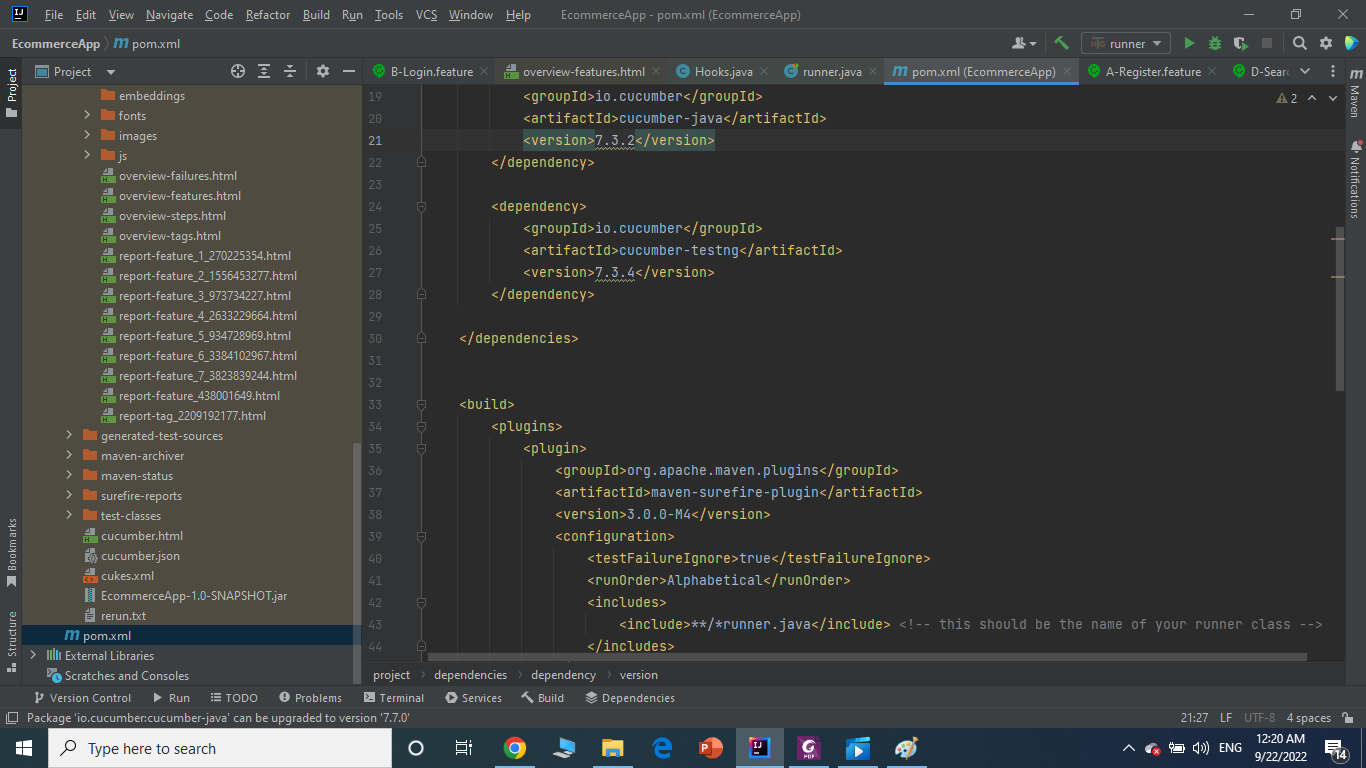 File Edit View Navigate Code Refactor Build Run Tools VCS Window Help EcommerceApp - pom.xml (EcommerceApp)
EcommerceApp pom.xml runner
Project
B-Login.feature overview-features.html Hooks.java runner.java pom.xml (EcommerceApp) A-Register.feature D-Sear
Project
Maven
Notifications
Bookmarks
Structure
embeddings
fonts
images
js
overview-failures.html
overview-features.html
overview-steps.html
overview-tags.html
report-feature_1_270225354.html
report-feature_2_1556453277.html
report-feature_3_973734227.html
report-feature_4_2633229664.html
report-feature_5_934728969.html
report-feature_6_3384102967.html
report-feature_7_3823839244.html
report-feature_438001649.html
report-tag_2209192177.html
generated-test-sources
maven-archiver
maven-status
surefire-reports
test-classes
cucumber.html
cucumber.json
cukes.xml
EcommerceApp-1.0-SNAPSHOT.jar
rerun.txt
pom.xml
External Libraries
Scratches and Consoles
2
19 <groupId>io.cucumber</groupId>
20 <artifactId>cucumber-java</artifactId>
21 <version>7.3.2</version>
22 </dependency>
23
24 <dependency>
25 <groupId>io.cucumber</groupId>
26 <artifactId>cucumber-testng</artifactId>
27 <version>7.3.4</version>
28 </dependency>
29
30 </dependencies>
31
32
33 <build>
34 <plugins>
35 <plugin>
36 <groupId>org.apache.maven.plugins</groupId>
37 <artifactId>maven-surefire-plugin</artifactId>
38 <version>3.0.0-M4</version>
39 <configuration>
40 <testFailureIgnore>true</testFailureIgnore>
41 <runOrder>Alphabetical</runOrder>
42 <includes>
43 <include>**/*runner.java</include> <!-- this should be the name of your runner class -->
44 </includes>
project dependencies dependency version
Version Control Run TODO Problems Terminal Services Build Dependencies
Package 'io.cucumber:cucumber-java' can be upgraded to version '7.7.0' 21:27 LF UTF-8 4 spaces
Type here to search
ENG
12:20 AM
9/22/2022
14